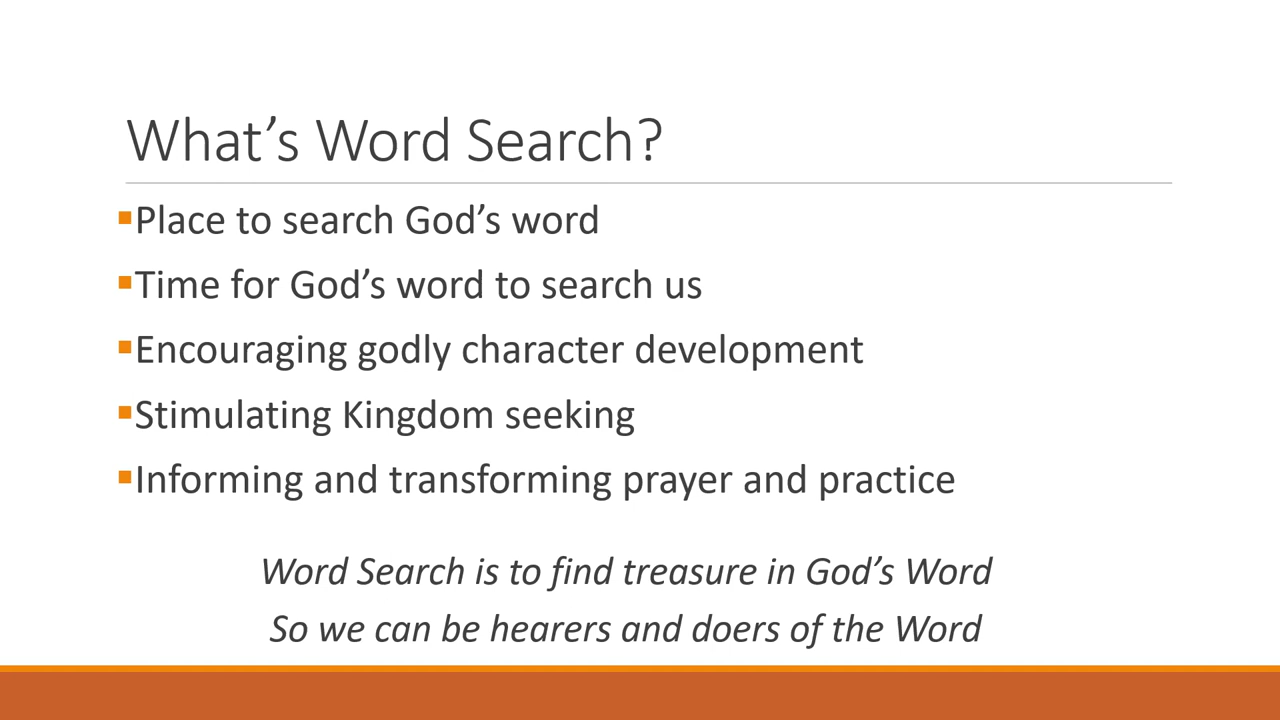 What’s Word Search?
▪Place to search God’s word
▪Time for God’s word to search us
▪Encouraging godly character development
▪Stimulating Kingdom seeking
▪Informing and transforming prayer and practice
Word Search is to find treasure in God’s Word
So we can be hearers and doers of the Word